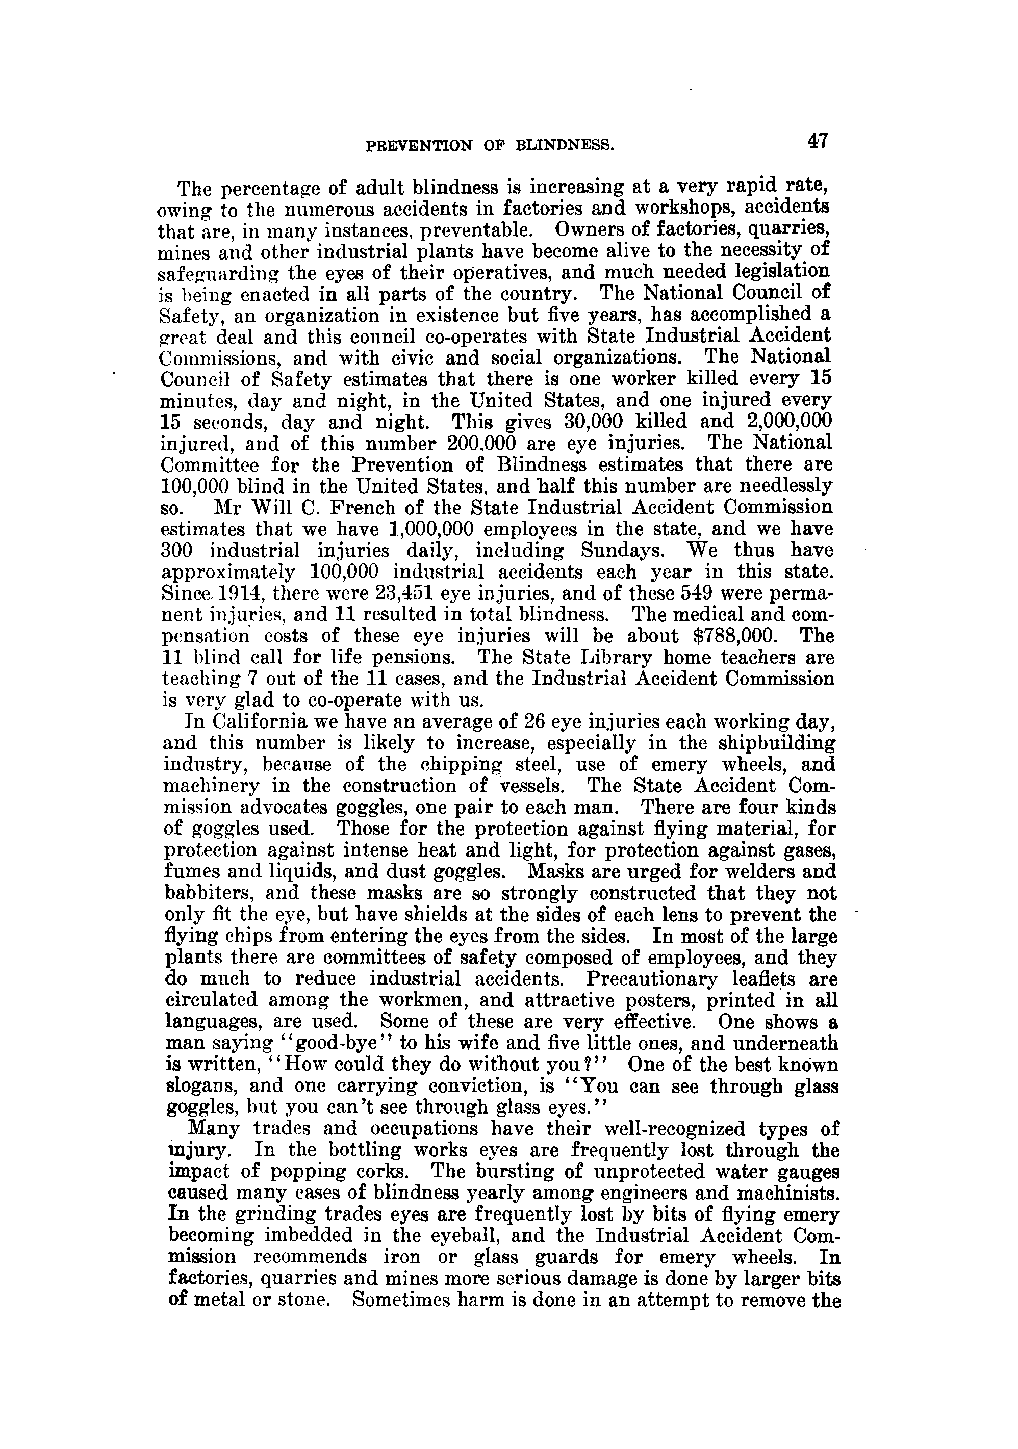 PREVENTION OF BLINDNESS. 47
The percentage of adult blindness is increasing at a very rapid rate,
owing to the numerous accidents in factories and workshops, accidents
that are, in many instances, preventable. Owners of factories, quarries,
mines and other industrial plants have become alive to the necessity of
safeguarding the eyes of their operatives, and much needed legislation
is being enacted in all parts of the country. The National Council of
Safety, an organization in existence but five years, has accomplished a
great deal and this council co-operates with State Industrial Accident
Commissions, and with civic and social organizations. The National
Council of Safety estimates that there is one worker killed every 15
minutes, day and night, in the United States, and one injured every
15 seconds, day and night. This gives 30,000 killed and 2,000,000
injured, and of this number 200,000 are eye injuries. The National
Committee for the Prevention of Blindness estimates that there are
100,000 blind in the United States, and half this number are needlessly
so. Mr Will C. French of the State Industrial Accident Commission
estimates that we have 1,000,000 employees in the state, and we have
300 industrial injuries daily, including Sundays. We thus have
approximately 100,000 industrial accidents each year in this state.
Since 1914, there were 23,451 eye injuries, and of these 549 were perma-
nent injuries, and 11 resulted in total blindness. The medical and com-
pensation costs of these eye injuries will be about $788,000. The
11 blind call for life pensions. The State Library home teachers are
teaching 7 out of the 11 cases, and the Industrial Accident Commission
is very glad to co-operate with us.
In California we have an average of 26 eye injuries each working day,
and this number is likely to increase, especially in the shipbuilding
industry, because of the chipping steel, use of emery wheels, and
machinery in the construction of vessels. The State Accident Com-
mission advocates goggles, one pair to each man. There are four kinds
of goggles used. Those for the protection against flying material, for
protection against intense heat and light, for protection against gases,
fumes and liquids, and dust goggles. Masks are urged for welders and
babbiters, and these masks are so strongly constructed that they not
only fit the eye, but have shields at the sides of each lens to prevent the
flying chips from entering the eyes from the sides. In most of the large
plants there are committees of safety composed of employees, and they
do much to reduce industrial accidents. Precautionary leaflets are
circulated among the workmen, and attractive posters, printed in all
languages, are used. Some of these are very effective. One shows a
man saying "good-bye" to his wife and five little ones, and underneath
is written, "How could they do without you?" One of the best known
slogans, and one carrying conviction, is "You can see through glass
goggles, but you can't see through glass eyes."
Many trades and occupations have their well-recognized types of
injury. In the bottling works eyes are frequently lost through the
impact of popping corks. The bursting of unprotected water gauges
caused many cases of blindness yearly among engineers and machinists.
In the grinding trades eyes are frequently lost by bits of flying emery
becoming imbedded in the eyeball, and the Industrial Accident Com-
mission recommends iron or glass guards for emery wheels. In
factories, quarries and mines more serious damage is done by larger bits
of metal or stone. Sometimes harm is done in an attempt to remove the